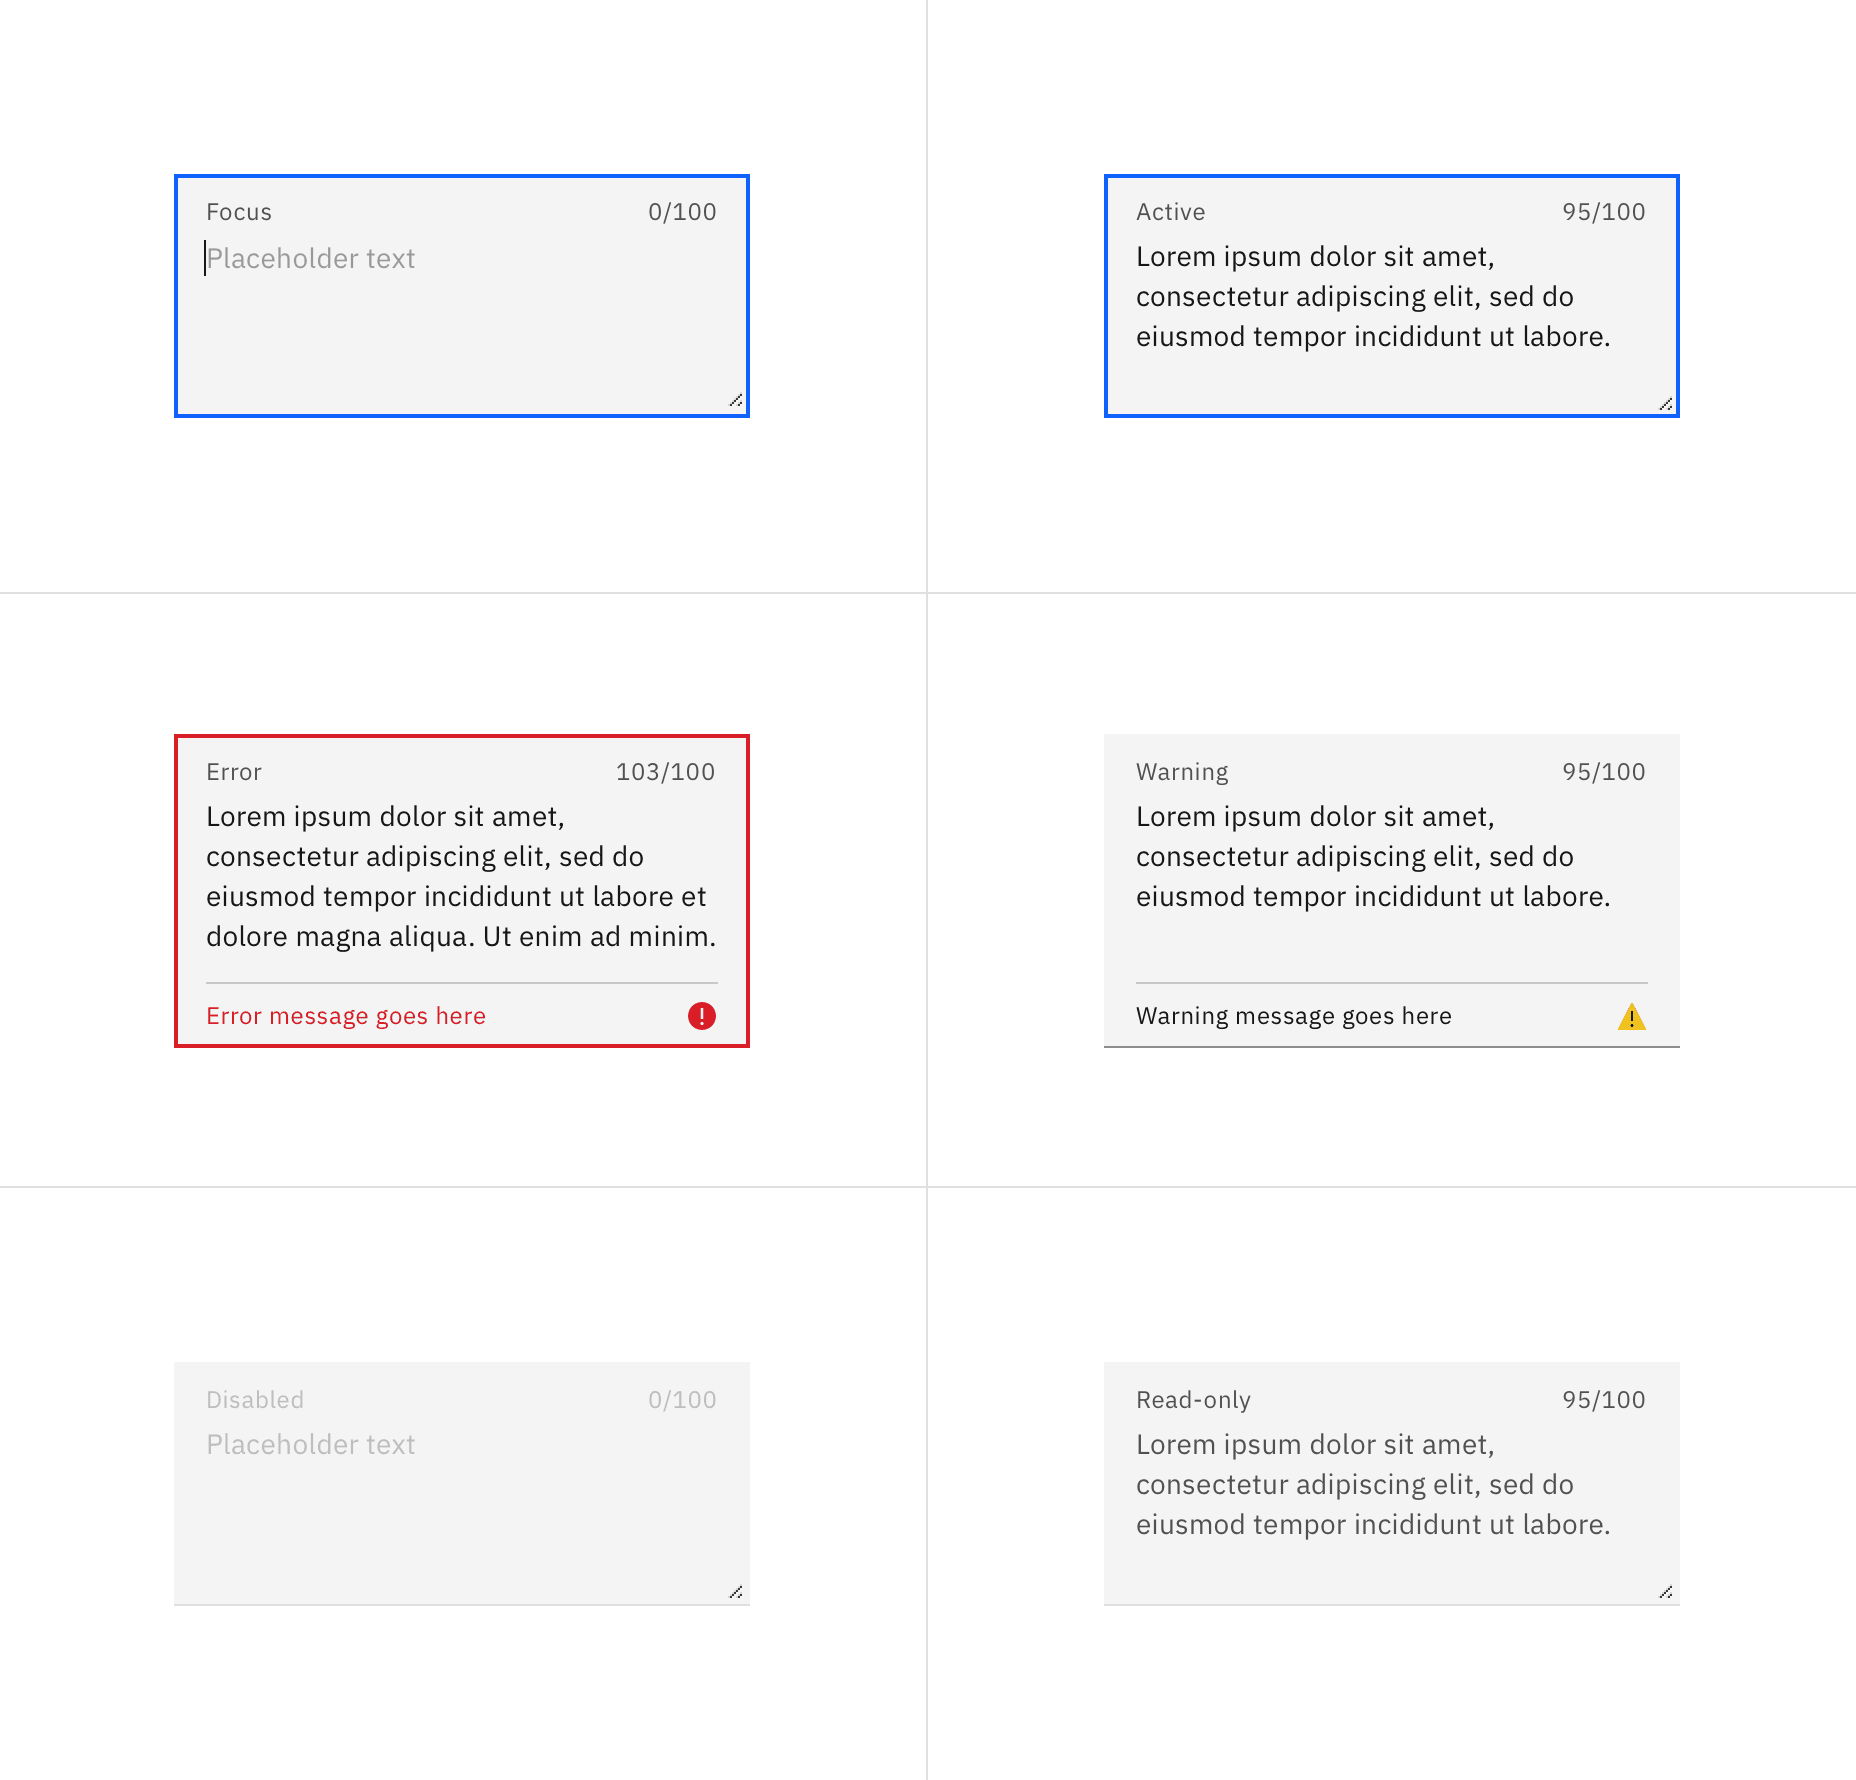 Focus 0/100
Placeholder text
Active 95/100
Lorem ipsum dolor sit amet,
consectetur adipiscing elit, sed do
eiusmod tempor incididunt ut labore.
Error 103/100
Lorem ipsum dolor sit amet,
consectetur adipiscing elit, sed do
eiusmod tempor incididunt ut labore et
dolore magna aliqua. Ut enim ad minim.
Error message goes here
Warning 95/100
Lorem ipsum dolor sit amet,
consectetur adipiscing elit, sed do
eiusmod tempor incididunt ut labore.
Warning message goes here
Disabled 0/100
Placeholder text
Read-only 95/100
Lorem ipsum dolor sit amet,
consectetur adipiscing elit, sed do
eiusmod tempor incididunt ut labore.